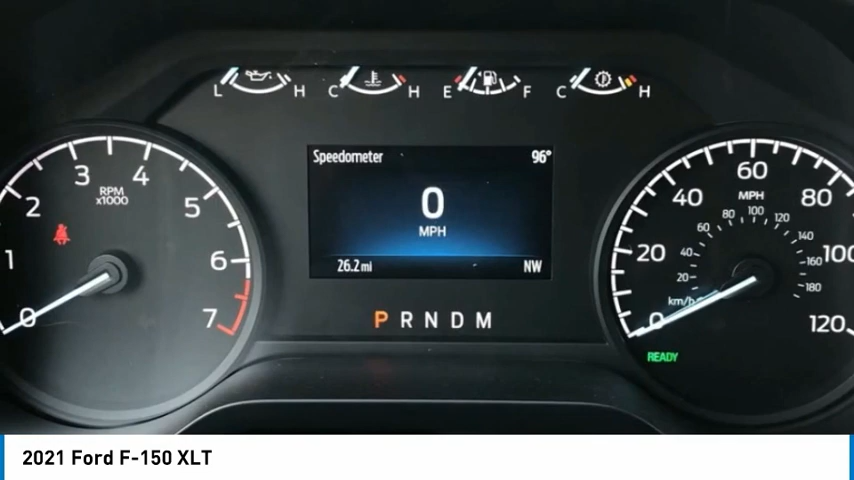 L H C H E F C H
Speedometer 96°
0
MPH
26.2 mi NW
P R N D M
0 1 2 3 4 5 6 7
RPM
x1000
0 20 40 60 80 100 120
MPH
20 40 60 80 100 120 140 160 180
km/h
READY
2021 Ford F-150 XLT